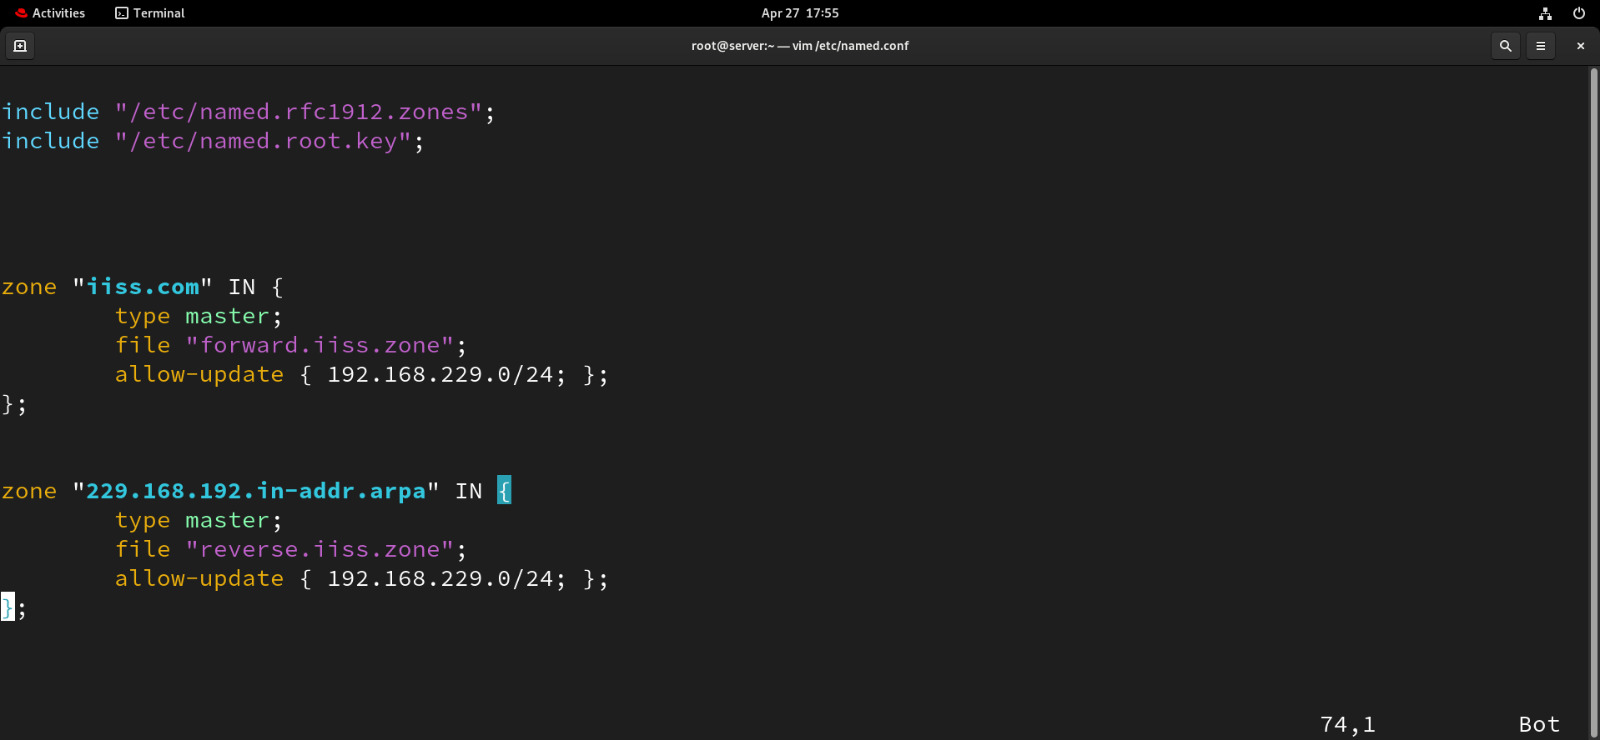 Activities Terminal Apr 27 17:55
root@server:~ — vim /etc/named.conf
include "/etc/named.rfc1912.zones";
include "/etc/named.root.key";
zone "iiss.com" IN {
        type master;
        file "forward.iiss.zone";
        allow-update { 192.168.229.0/24; };
};
zone "229.168.192.in-addr.arpa" IN {
        type master;
        file "reverse.iiss.zone";
        allow-update { 192.168.229.0/24; };
};
74,1 Bot